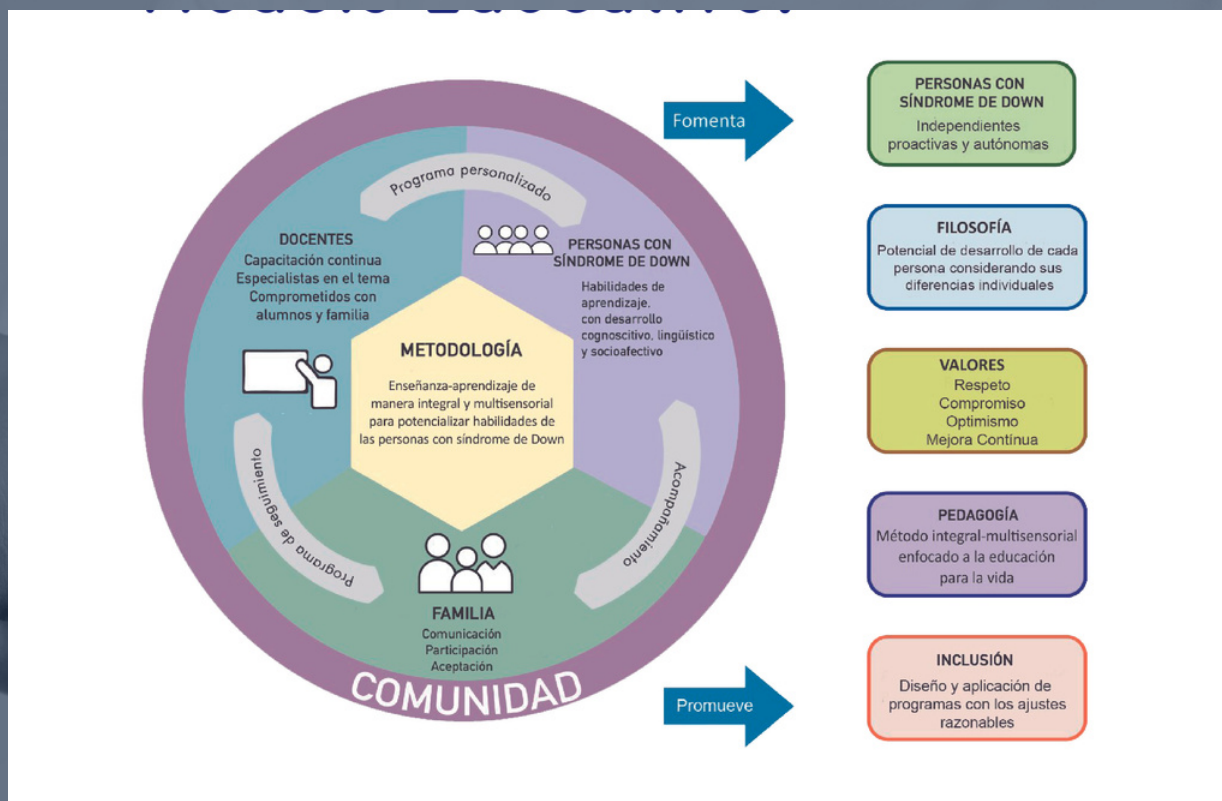 Modelo Educativo.
Fomenta
Programa personalizado
DOCENTES
Capacitación continua
Especialistas en el tema
Comprometidos con
alumnos y familia
PERSONAS CON
SÍNDROME DE DOWN
Habilidades de
aprendizaje,
con desarrollo
cognoscitivo, lingüístico
y socioafectivo
METODOLOGÍA
Enseñanza-aprendizaje de
manera integral y multisensorial
para potencializar habilidades de
las personas con síndrome de Down
Programa de seguimiento
Acompañamiento
FAMILIA
Comunicación
Participación
Aceptación
COMUNIDAD
Promueve
PERSONAS CON
SÍNDROME DE DOWN
Independientes
proactivas y autónomas
FILOSOFÍA
Potencial de desarrollo de cada
persona considerando sus
diferencias individuales
VALORES
Respeto
Compromiso
Optimismo
Mejora Contínua
PEDAGOGÍA
Método integral-multisensorial
enfocado a la educación
para la vida
INCLUSIÓN
Diseño y aplicación de
programas con los ajustes
razonables